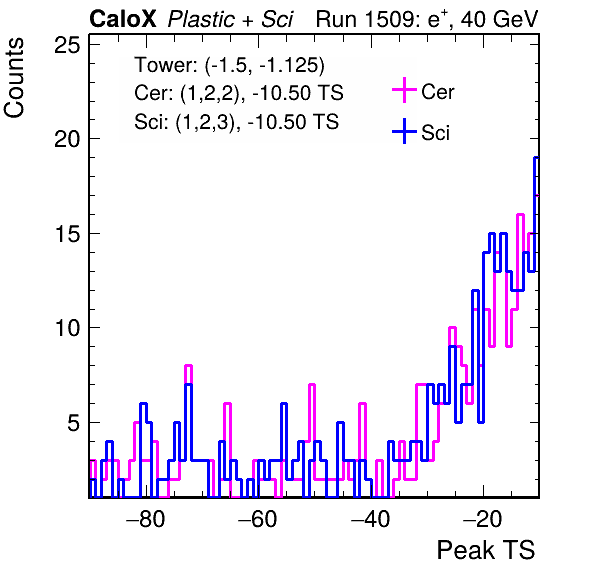 CaloX Plastic + Sci Run 1509: e+, 40 GeV
Tower: (-1.5, -1.125)
Cer: (1,2,2), -10.50 TS
Sci: (1,2,3), -10.50 TS
Cer
Sci
Counts
25
20
15
10
5
−80 −60 −40 −20
Peak TS